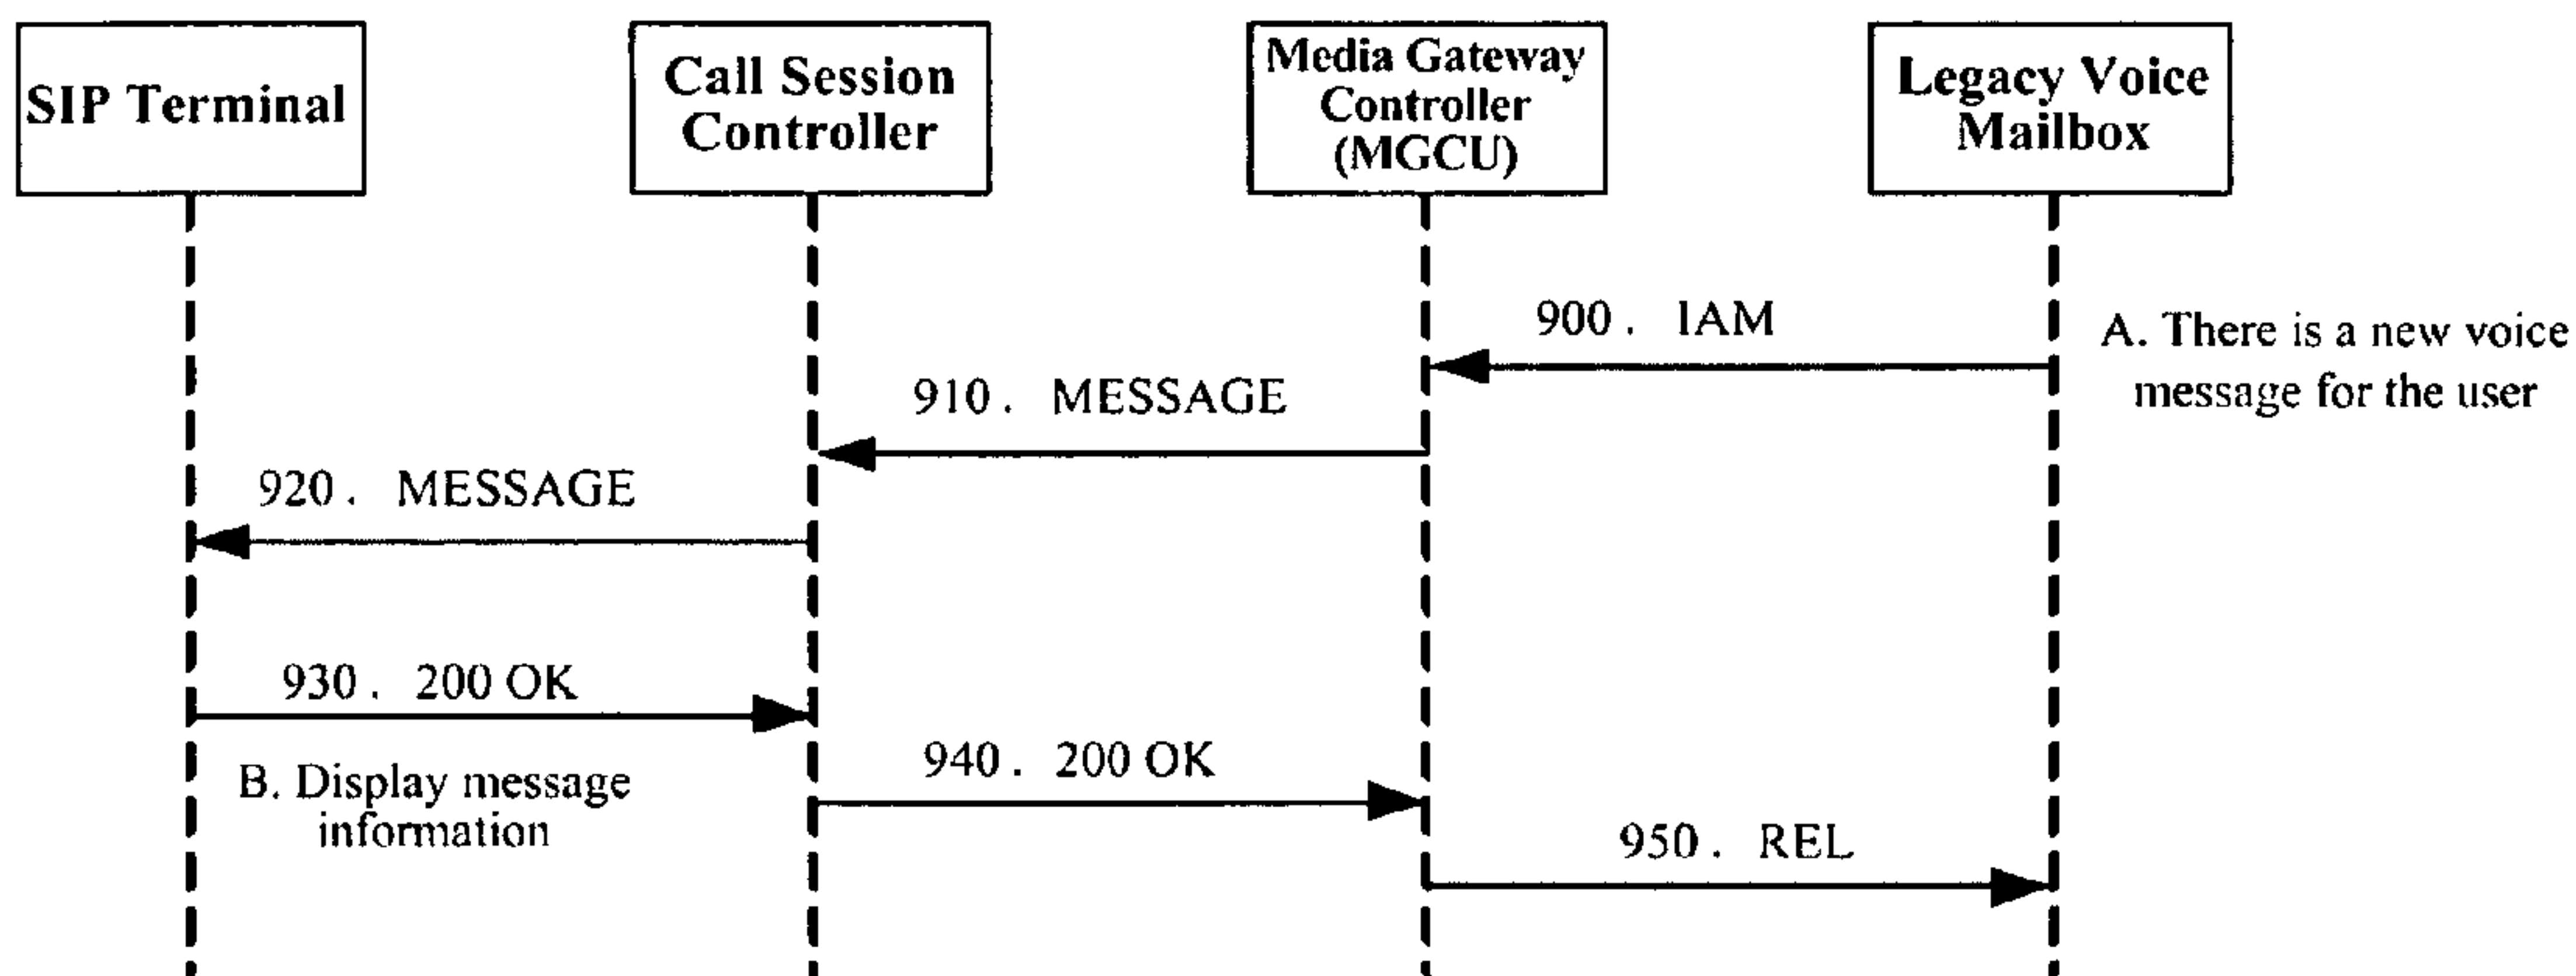 SIP Terminal
Call Session
Controller
Media Gateway
Controller
(MGCU)
Legacy Voice
Mailbox
900. IAM
A. There is a new voice
message for the user
910. MESSAGE
920. MESSAGE
930. 200 OK
B. Display message
information
940. 200 OK
950. REL